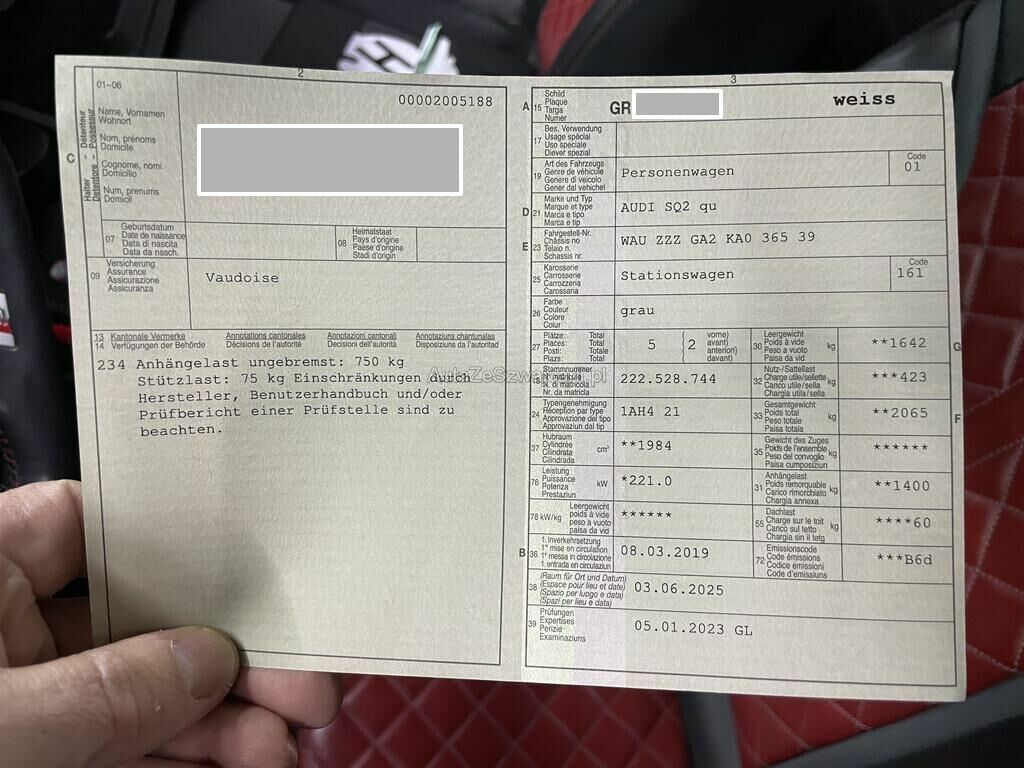 2
01-06
Halter - Détenteur
Detentore - Possessur
C
Name, Vornamen
Wohnort
Nom, prénoms
Domicile
Cognome, nomi
Domicilio
Num, prenums
Domicil
00002005188
07
Geburtsdatum
Date de naissance
Data di nascita
Data da nasch.
08
Heimatstaat
Pays d'origine
Paese d'origine
Stadi d'origin
09
Versicherung
Assurance
Assicurazione
Assicuranza
Vaudoise
13 Kantonale Vermerke Annotations cantonales Annotazioni cantonali Annotaziuns chantunalas
14 Verfügungen der Behörde Décisions de l'autorité Decisioni dell'autorità Disposiziuns da l'autoritad
234 Anhängelast ungebremst: 750 kg
Stützlast: 75 kg Einschränkungen durch
Hersteller, Benutzerhandbuch und/oder
Prüfbericht einer Prüfstelle sind zu
beachten.
AutoZeSzwajcarii.pl
3
A 15
Schild
Plaque
Targa
Numer
GR
weiss
17
Bes. Verwendung
Usage spécial
Uso speciale
Diever spezial
19
Art des Fahrzeugs
Genre de véhicule
Genere di veicolo
Gener dal vehichel
Personenwagen
Code
01
D 21
Marke und Typ
Marque et type
Marca e tipo
Marca e tip
AUDI SQ2 qu
E 23
Fahrgestell-Nr.
Châssis no
Telaio n.
Schassis nr.
WAU ZZZ GA2 KA0 365 39
25
Karosserie
Carrosserie
Carrozzeria
Carossaria
Stationswagen
Code
161
26
Farbe
Couleur
Colore
Colur
grau
27
Plätze: Total
Places: Total
Posti: Totale
Plazs: Total
5
(2
vorne)
avant)
anteriori)
davant)
30
Leergewicht
Poids à vide
Peso a vuoto
Paisa da vid
kg
**1642
G
18
Stammnummer
N° matricule
N. di matricola
Nr. da matricla
222.528.744
32
Nutz-/Sattellast
Charge utile/sellette
Carico utile/sella
Chargia utila/sella
kg
***423
24
Typengenehmigung
Réception par type
Approvazione del tipo
Approvaziun dal tip
1AH4 21
33
Gesamtgewicht
Poids total
Peso totale
Paisa totala
kg
**2065
F
37
Hubraum
Cylindrée
Cilindrata
Cilindrada
cm³
**1984
35
Gewicht des Zuges
Poids de l'ensemble
Peso del convoglio
Paisa cumposiziun
kg
******
76
Leistung
Puissance
Potenza
Prestaziun
kW
*221.0
31
Anhängelast
Poids remorquable
Carico rimorchiato
Chargia annexa
kg
**1400
78 kW/kg
Leergewicht
poids à vide
peso a vuoto
paisa da vid
******
55
Dachlast
Charge sur le toit
Carico sul tetto
Chargia sin il tetg
kg
****60
B 36
1. Inverkehrsetzung
1re mise en circulation
1a messa in circolazione
1. entrada en circulaziun
08.03.2019
72
Emissionscode
Code émissions
Codice emissioni
Code d'emissiuns
***B6d
38
(Raum für Ort und Datum)
(Espace pour lieu et date)
(Spazio per luogo e data)
(Spazi per lieu e data)
03.06.2025
39
Prüfungen
Expertises
Perizie
Examinaziuns
05.01.2023 GL